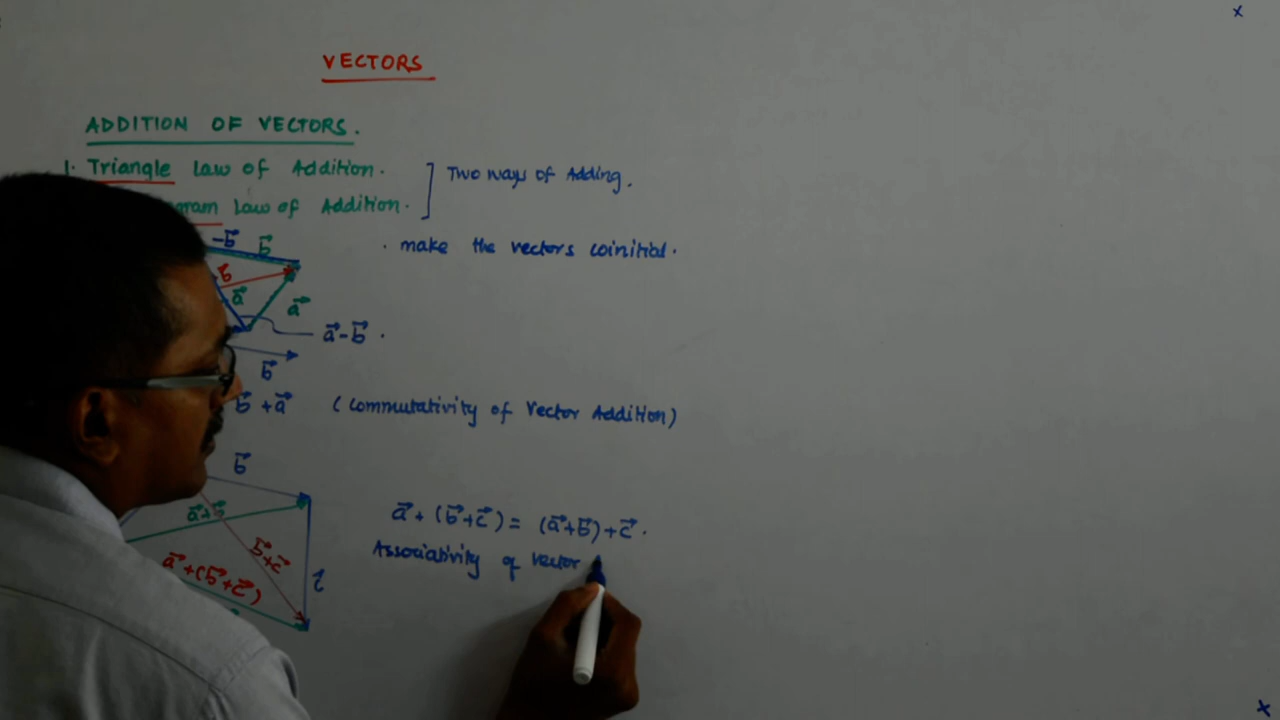 x
VECTORS
ADDITION OF VECTORS.
1. Triangle Law of Addition.
gram Law of Addition.
Two ways of Adding.
-b⃗ b⃗
. make the vectors coinitial.
b⃗
a⃗ a⃗
a⃗-b⃗ .
b⃗
b⃗ + a⃗ (Commutativity of Vector Addition)
b⃗
a⃗+b⃗
a⃗ + (b⃗+c⃗) = (a⃗+b⃗)+c⃗.
Associativity of vector
b⃗+c⃗
a⃗+(b⃗+c⃗)
c⃗
x